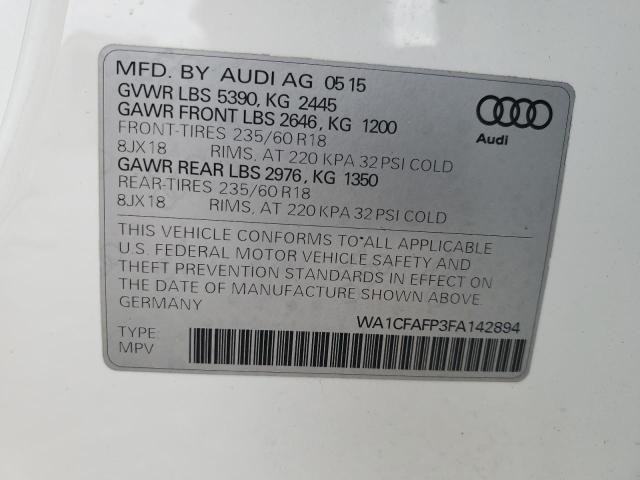 MFD. BY AUDI AG 05 15
GVWR LBS 5390, KG 2445
GAWR FRONT LBS 2646, KG 1200
FRONT-TIRES 235/60 R18
8JX18 RIMS, AT 220 KPA 32 PSI COLD
GAWR REAR LBS 2976, KG 1350
REAR-TIRES 235/60 R18
8JX18 RIMS, AT 220 KPA 32 PSI COLD
Audi
THIS VEHICLE CONFORMS TO ALL APPLICABLE
U.S. FEDERAL MOTOR VEHICLE SAFETY AND
THEFT PREVENTION STANDARDS IN EFFECT ON
THE DATE OF MANUFACTURE SHOWN ABOVE.
GERMANY
WA1CFAFP3FA142894
TYPE:
MPV